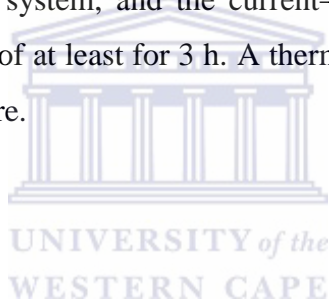 system, and the current–
of at least for 3 h. A therm
re.
UNIVERSITY of the
WESTERN CAPE